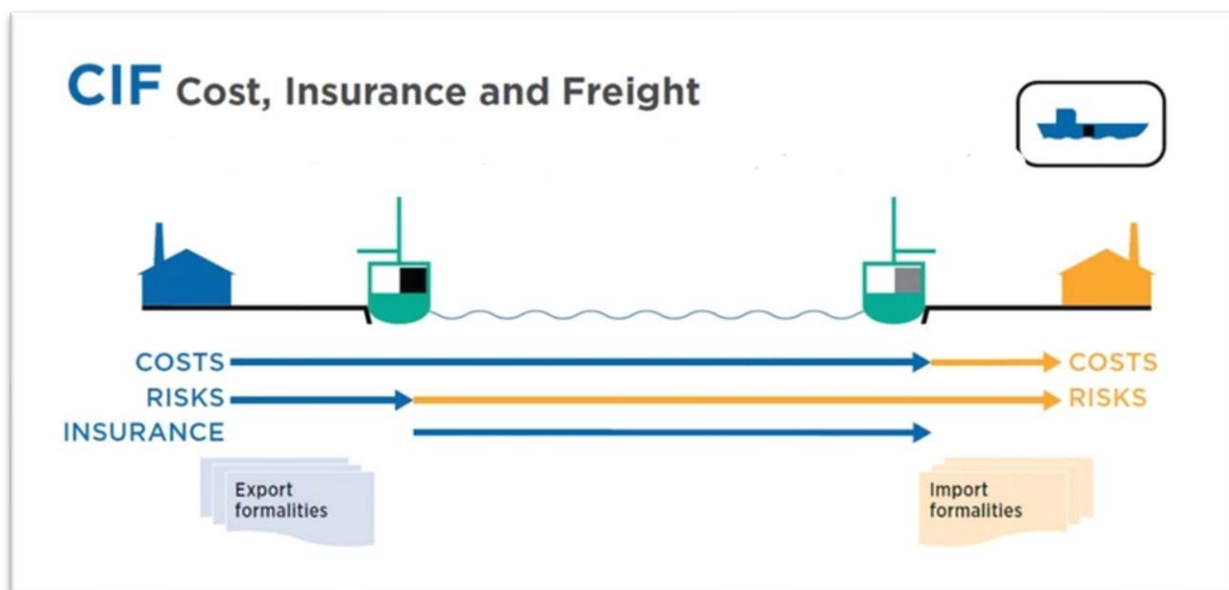 CIF Cost, Insurance and Freight
COSTS
COSTS
RISKS
RISKS
INSURANCE
Export
formalities
Import
formalities